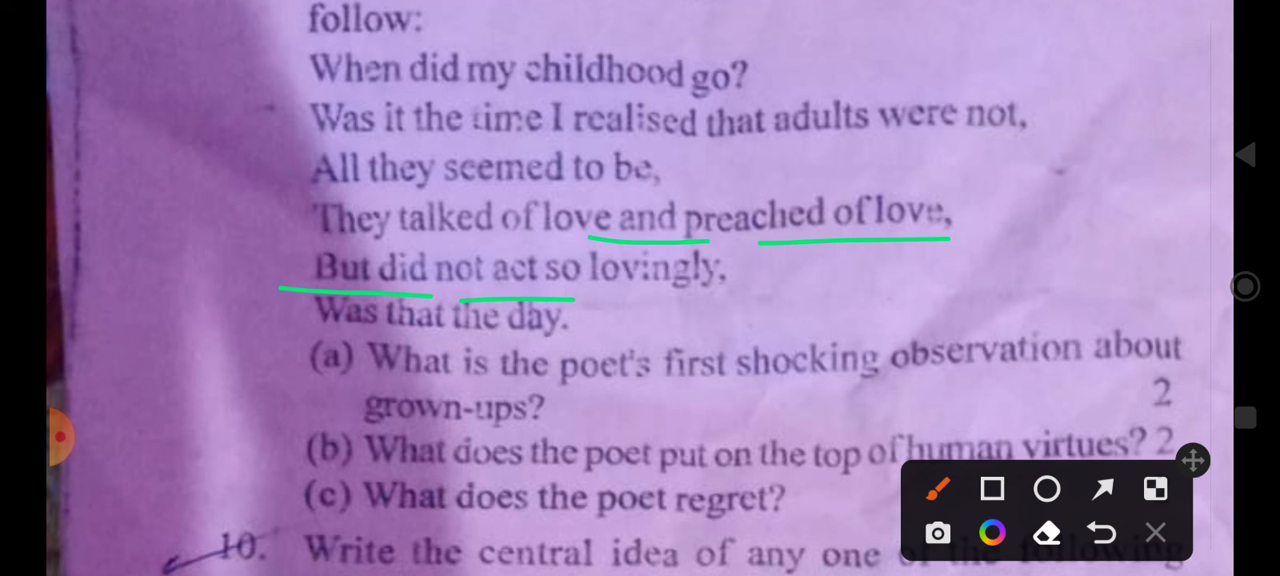 follow:
When did my childhood go?
Was it the time I realised that adults were not,
All they seemed to be,
They talked of love and preached of love,
But did not act so lovingly,
Was that the day.
(a) What is the poet's first shocking observation about
grown-ups? 2
(b) What does the poet put on the top of human virtues? 2
(c) What does the poet regret?
10. Write the central idea of any one of the following